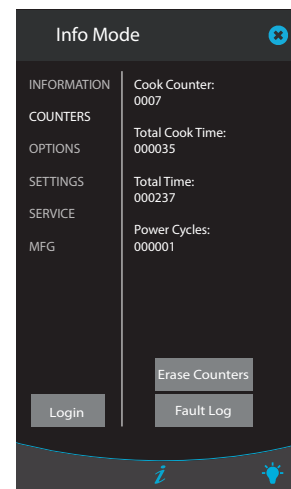 Info Mode
INFORMATION
COUNTERS
OPTIONS
SETTINGS
SERVICE
MFG
Cook Counter:
0007
Total Cook Time:
000035
Total Time:
000237
Power Cycles:
000001
Erase Counters
Login
Fault Log
i